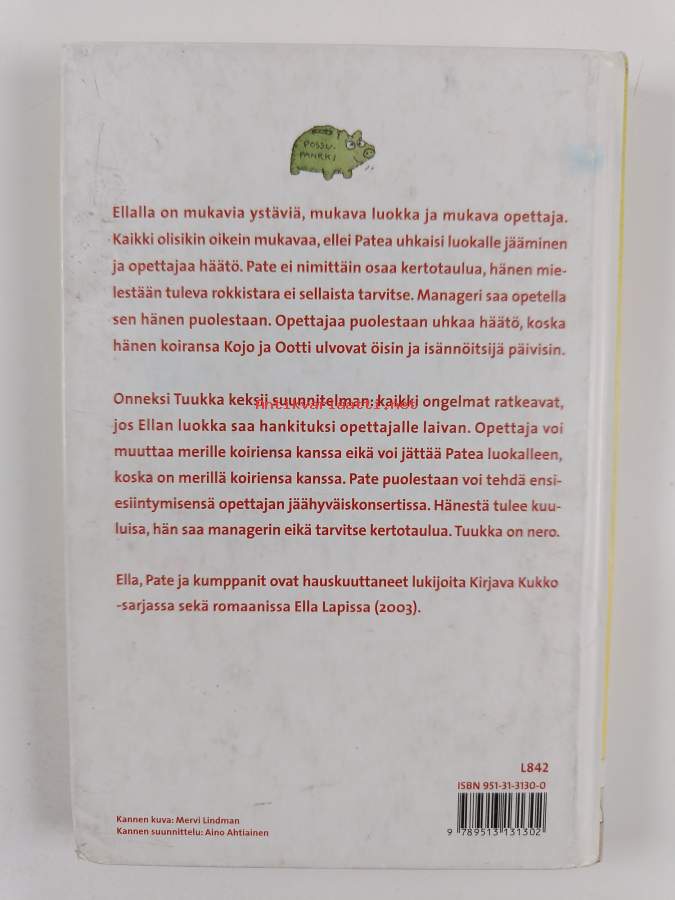 POSSU-
PANKKI
Ellalla on mukavia ystäviä, mukava luokka ja mukava opettaja.
Kaikki olisikin oikein mukavaa, ellei Patea uhkaisi luokalle jääminen
ja opettajaa häätö. Pate ei nimittäin osaa kertotaulua, hänen mie-
lestään tuleva rokkistara ei sellaista tarvitse. Manageri saa opetella
sen hänen puolestaan. Opettajaa puolestaan uhkaa häätö, koska
hänen koiransa Kojo ja Ootti ulvovat öisin ja isännöitsijä päivisin.
Onneksi Tuukka keksii suunnitelman: kaikki ongelmat ratkeavat,
Antikvariaatti.net
jos Ellan luokka saa hankituksi opettajalle laivan. Opettaja voi
muuttaa merille koiriensa kanssa eikä voi jättää Patea luokalleen,
koska on merillä koiriensa kanssa. Pate puolestaan voi tehdä ensi-
esiintymisensä opettajan jäähyväiskonsertissa. Hänestä tulee kuu-
luisa, hän saa managerin eikä tarvitse kertotaulua. Tuukka on nero.
Ella, Pate ja kumppanit ovat hauskuuttaneet lukijoita Kirjava Kukko
-sarjassa sekä romaanissa Ella Lapissa (2003).
L842
ISBN 951-31-3130-0
9 789513 131302
Kannen kuva: Mervi Lindman
Kannen suunnittelu: Aino Ahtiainen